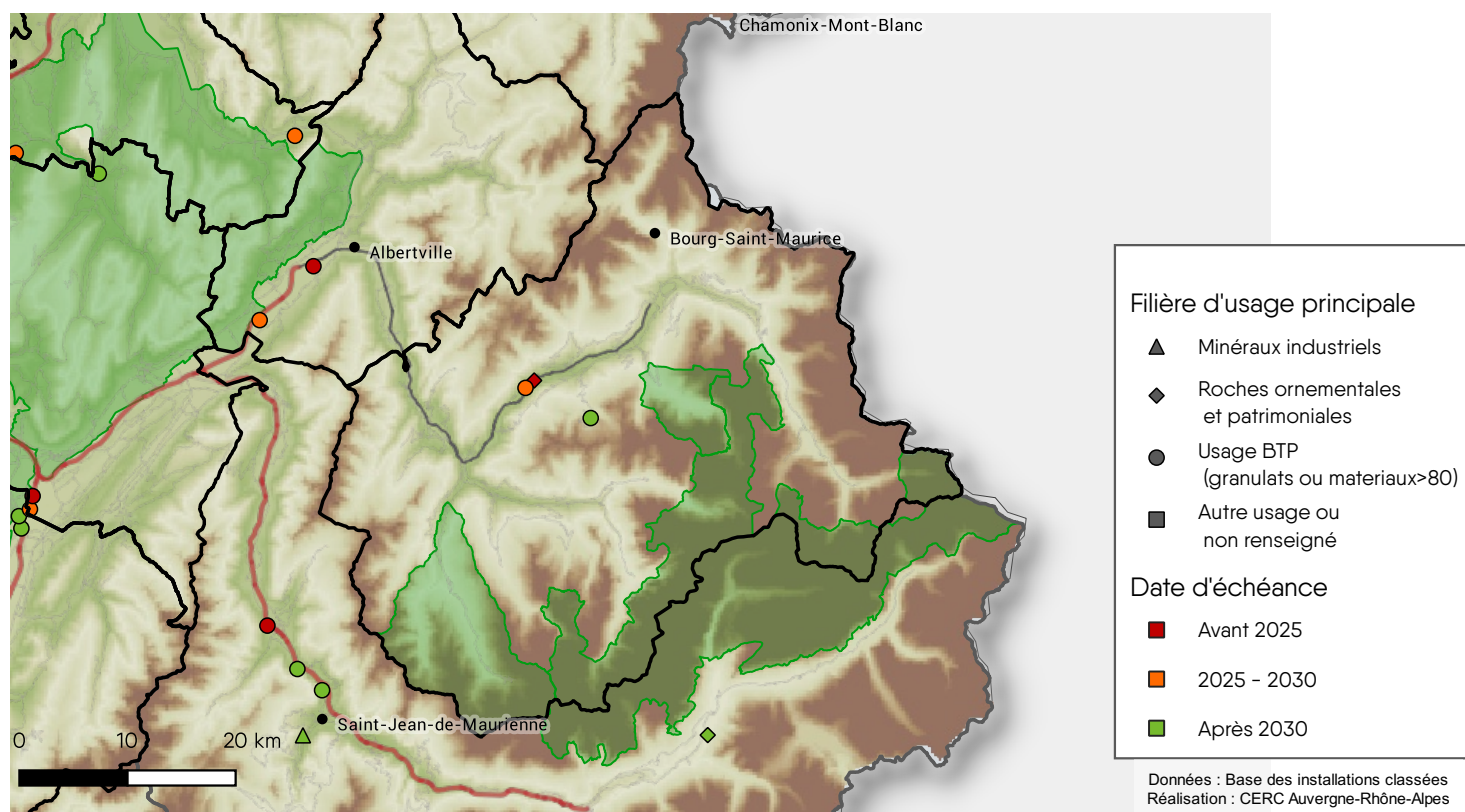 Chamonix-Mont-Blanc
Bourg-Saint-Maurice
Albertville
Saint-Jean-de-Maurienne
0 10 20 km
Filière d'usage principale
Minéraux industriels
Roches ornementales
et patrimoniales
Usage BTP
(granulats ou materiaux>80)
Autre usage ou
non renseigné
Date d'échéance
Avant 2025
2025 - 2030
Après 2030
Données : Base des installations classées
Réalisation : CERC Auvergne-Rhône-Alpes